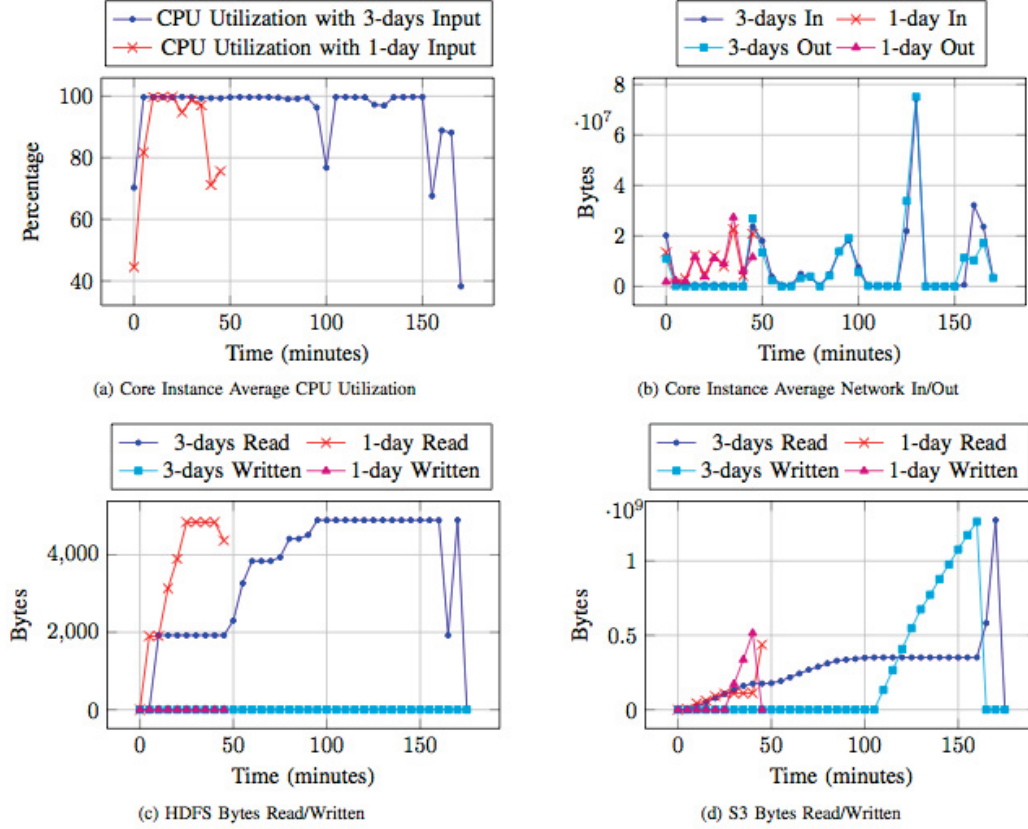 CPU Utilization with 3-days Input
CPU Utilization with 1-day Input
100
80
60
40
Percentage
0 50 100 150
Time (minutes)
(a) Core Instance Average CPU Utilization
3-days In 1-day In
3-days Out 1-day Out
·10⁷
8
6
4
2
0
Bytes
0 50 100 150
Time (minutes)
(b) Core Instance Average Network In/Out
3-days Read 1-day Read
3-days Written 1-day Written
4,000
2,000
0
Bytes
0 50 100 150
Time (minutes)
(c) HDFS Bytes Read/Written
3-days Read 1-day Read
3-days Written 1-day Written
·10⁹
1
0.5
0
Bytes
0 50 100 150
Time (minutes)
(d) S3 Bytes Read/Written